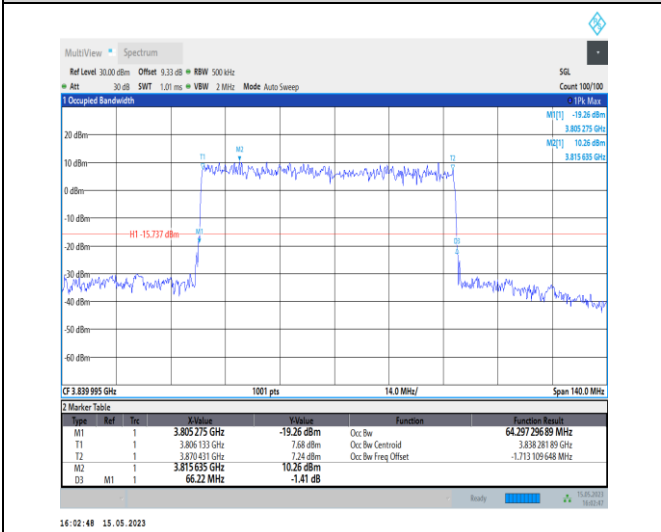 MultiView Spectrum
Ref Level 30.00 dBm Offset 9.33 dB RBW 500 kHz SGL
Att 30 dB SWT 1.01 ms VBW 2 MHz Mode Auto Sweep Count 100/100
1 Occupied Bandwidth 1Pk Max
M1[1] -19.26 dBm
3.805 275 GHz
20 dBm
M2[1] 10.26 dBm
3.815 635 GHz
M2
T1 T2
10 dBm
0 dBm
-10 dBm
H1 -15.737 dBm M1
-20 dBm D3
-30 dBm
-40 dBm
-50 dBm
-60 dBm
CF 3.839 995 GHz 1001 pts 14.0 MHz/ Span 140.0 MHz
2 Marker Table
Type Ref Trc X-Value Y-Value Function Function Result
M1 1 3.805 275 GHz -19.26 dBm Occ Bw 64.297 296 89 MHz
T1 1 3.806 133 GHz 7.68 dBm Occ Bw Centroid 3.838 281 89 GHz
T2 1 3.870 431 GHz 7.24 dBm Occ Bw Freq Offset -1.713 109 648 MHz
M2 1 3.815 635 GHz 10.26 dBm
D3 M1 1 66.22 MHz -1.41 dB
Ready 15.05.2023
16:02:47
16:02:48 15.05.2023